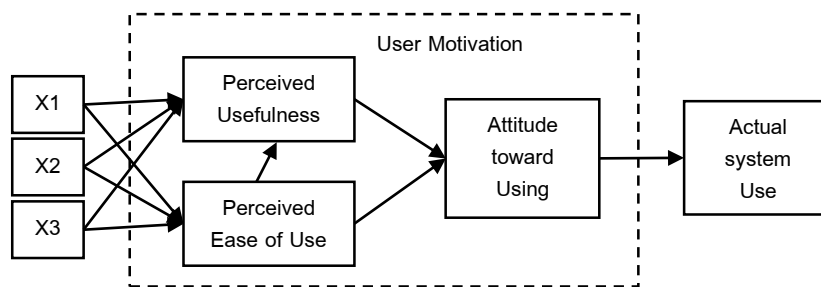 User Motivation
X1
X2
X3
Perceived
Usefulness
Perceived
Ease of Use
Attitude
toward
Using
Actual
system
Use